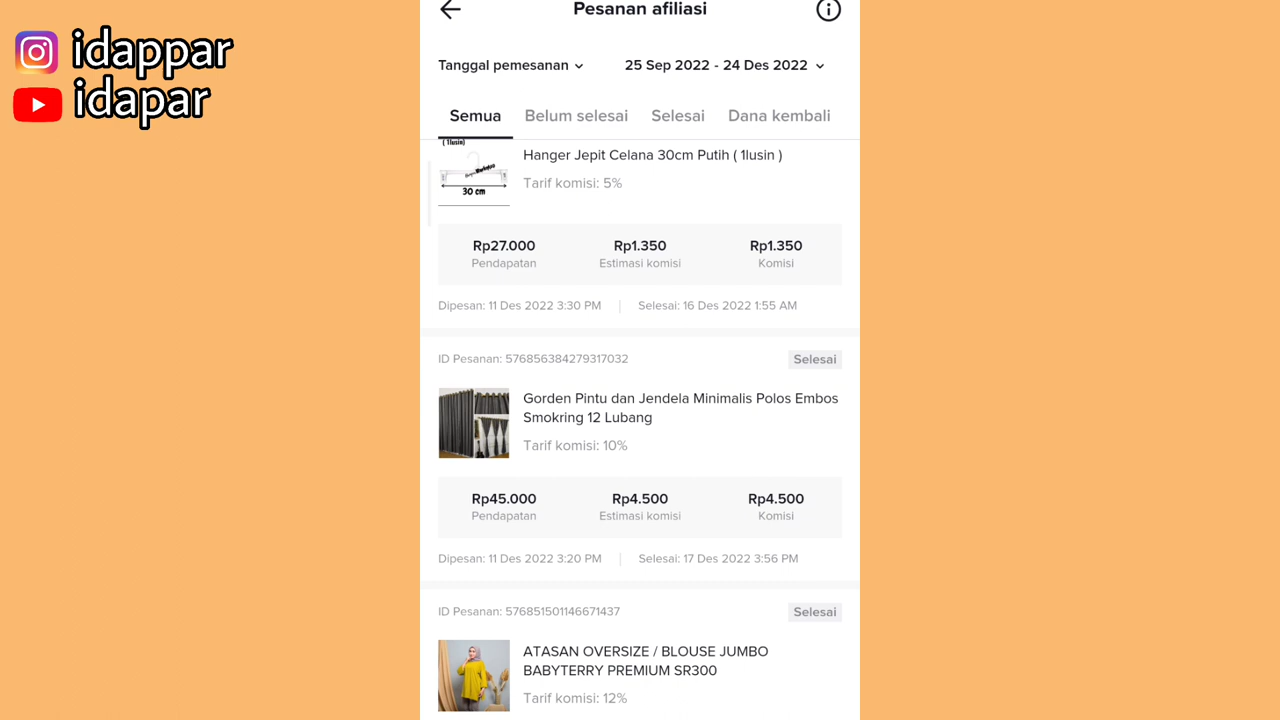 idappar
idapar
Pesanan afiliasi
Tanggal pemesanan
25 Sep 2022 - 24 Des 2022
Semua
Belum selesai
Selesai
Dana kembali
( 1lusin)
30 cm
Hanger Jepit Celana 30cm Putih ( 1lusin )
Tarif komisi: 5%
Rp27.000
Rp1.350
Rp1.350
Pendapatan
Estimasi komisi
Komisi
Dipesan: 11 Des 2022 3:30 PM
Selesai: 16 Des 2022 1:55 AM
ID Pesanan: 576856384279317032
Selesai
Gorden Pintu dan Jendela Minimalis Polos Embos
Smokring 12 Lubang
Tarif komisi: 10%
Rp45.000
Rp4.500
Rp4.500
Pendapatan
Estimasi komisi
Komisi
Dipesan: 11 Des 2022 3:20 PM
Selesai: 17 Des 2022 3:56 PM
ID Pesanan: 576851501146671437
Selesai
ATASAN OVERSIZE / BLOUSE JUMBO
BABYTERRY PREMIUM SR300
Tarif komisi: 12%